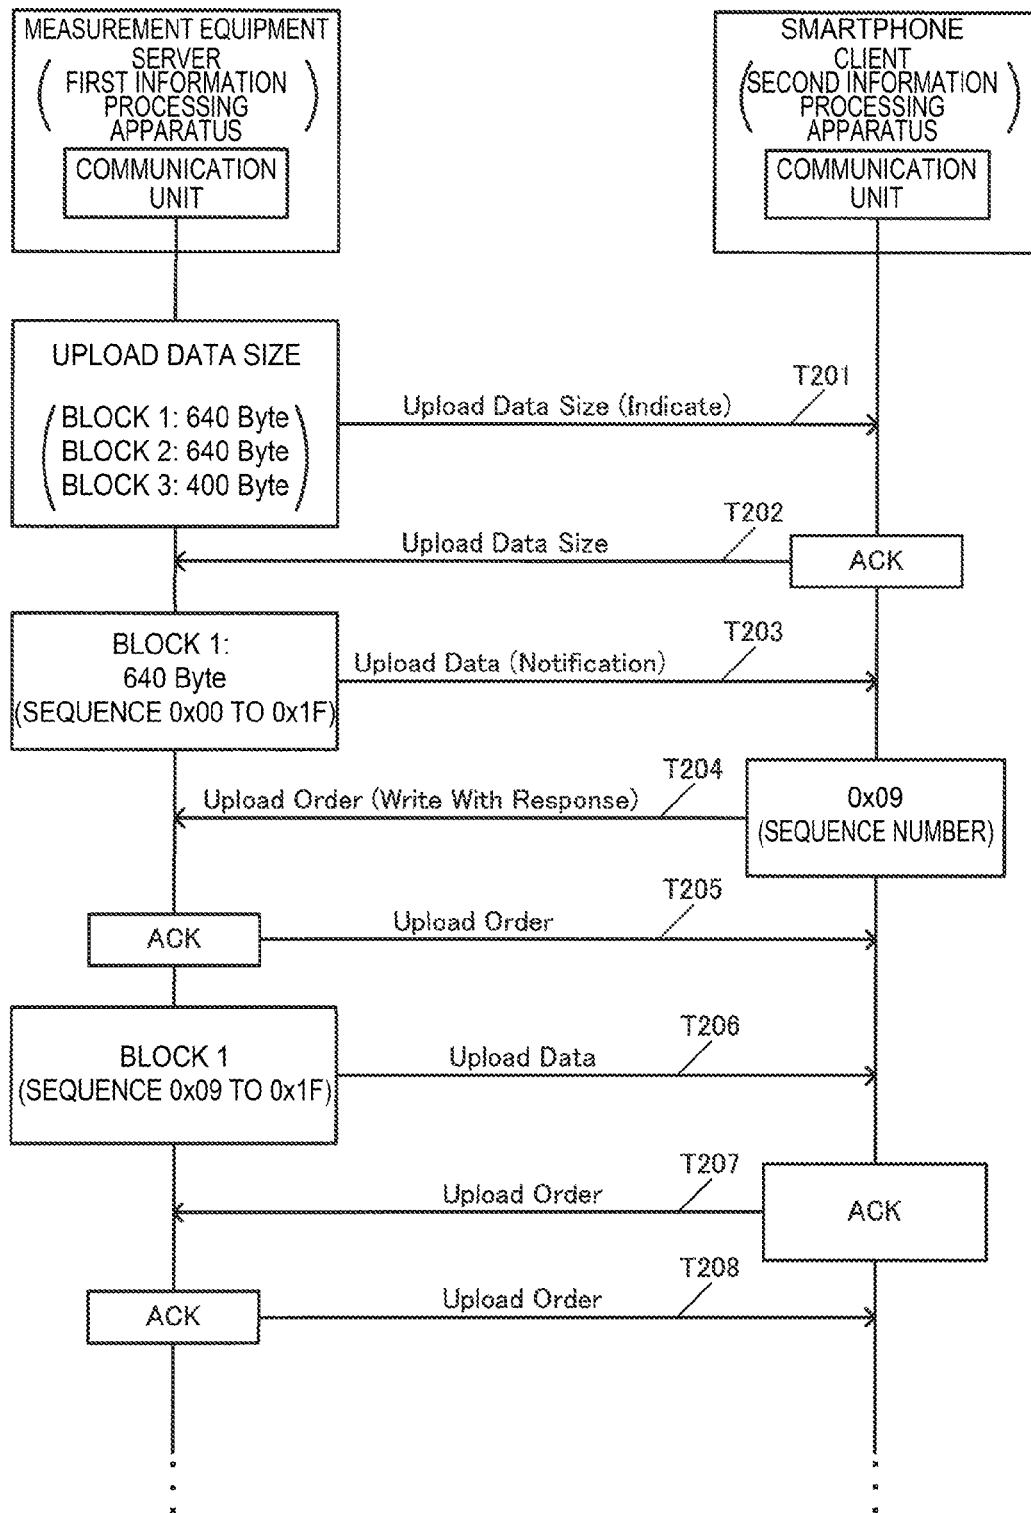 MEASUREMENT EQUIPMENT
SERVER
FIRST INFORMATION
PROCESSING
APPARATUS
COMMUNICATION
UNIT
SMARTPHONE
CLIENT
SECOND INFORMATION
PROCESSING
APPARATUS
COMMUNICATION
UNIT
UPLOAD DATA SIZE
(BLOCK 1: 640 Byte
BLOCK 2: 640 Byte
BLOCK 3: 400 Byte)
T201
Upload Data Size (Indicate)
T202
Upload Data Size
ACK
BLOCK 1:
640 Byte
(SEQUENCE 0x00 TO 0x1F)
T203
Upload Data (Notification)
T204
Upload Order (Write With Response)
0x09
(SEQUENCE NUMBER)
T205
ACK
Upload Order
BLOCK 1
(SEQUENCE 0x09 TO 0x1F)
T206
Upload Data
T207
Upload Order
ACK
T208
ACK
Upload Order